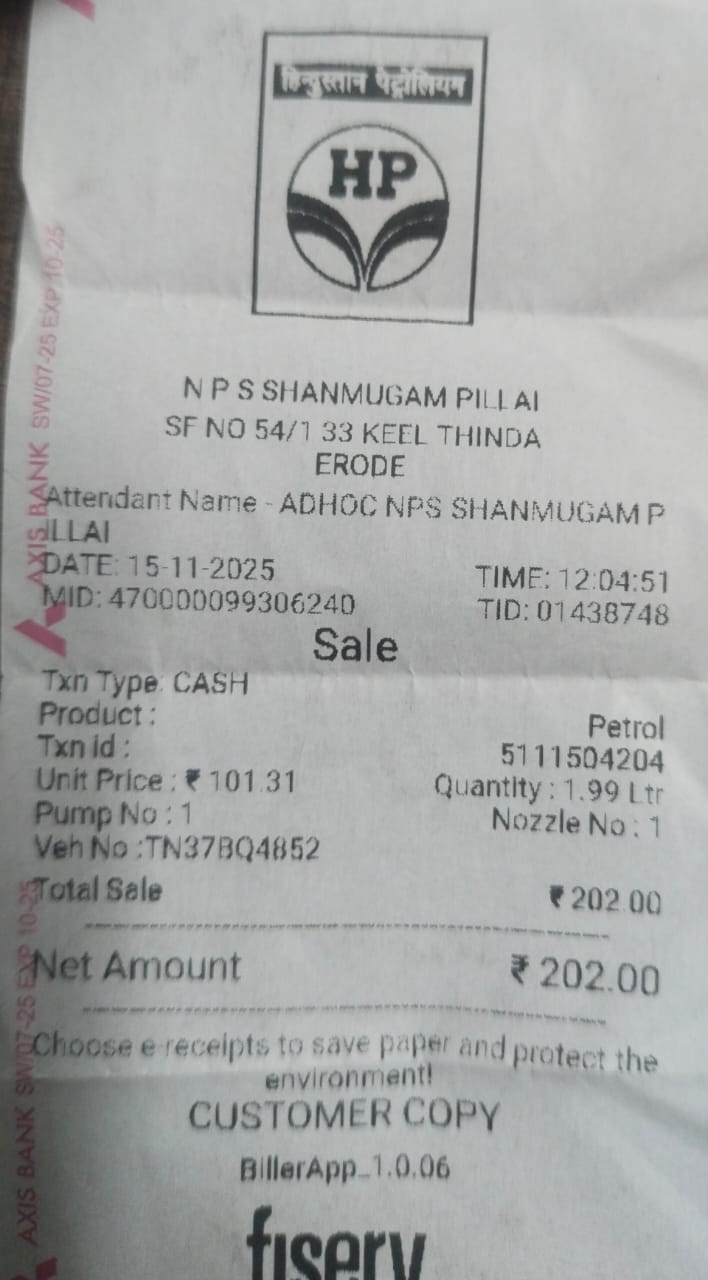 हिन्दुस्तान पेट्रोलियम
HP
N P S SHANMUGAM PILLAI
SF NO 54/1 33 KEEL THINDA
ERODE
Attendant Name - ADHOC NPS SHANMUGAM P
ILLAI
DATE: 15-11-2025 TIME: 12:04:51
MID: 470000099306240 TID: 01438748
Sale
Txn Type: CASH
Product : Petrol
Txn id : 5111504204
Unit Price : ₹ 101.31 Quantity : 1.99 Ltr
Pump No : 1 Nozzle No : 1
Veh No :TN37BQ4852
Total Sale ₹ 202.00
Net Amount ₹ 202.00
Choose e-receipts to save paper and protect the
environment!
CUSTOMER COPY
BillerApp_1.0.06
fiserv
AXIS BANK SW/07-25 EXP 10-25
AXIS BANK SW/07-25 EXP 10-25